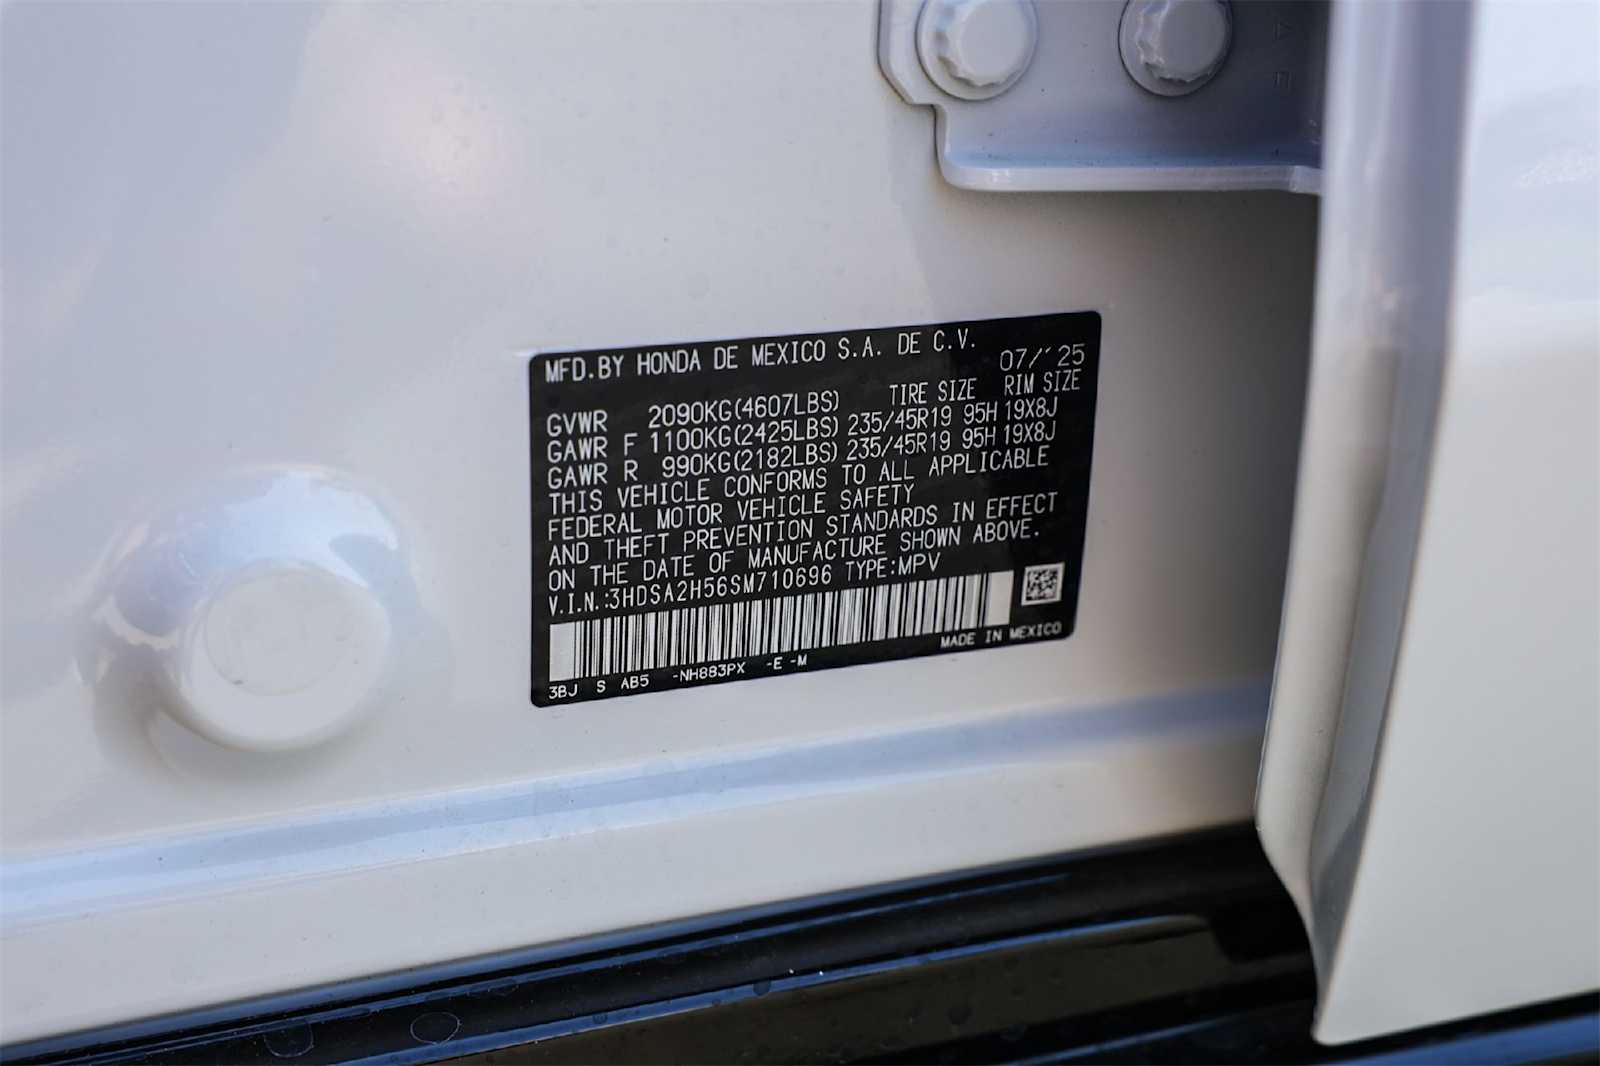 MFD.BY HONDA DE MEXICO S.A. DE C.V.
07/'25
TIRE SIZE RIM SIZE
GVWR 2090KG(4607LBS)
GAWR F 1100KG(2425LBS) 235/45R19 95H 19X8J
GAWR R 990KG(2182LBS) 235/45R19 95H 19X8J
THIS VEHICLE CONFORMS TO ALL APPLICABLE
FEDERAL MOTOR VEHICLE SAFETY
AND THEFT PREVENTION STANDARDS IN EFFECT
ON THE DATE OF MANUFACTURE SHOWN ABOVE.
V.I.N.:3HDSA2H56SM710696 TYPE:MPV
MADE IN MEXICO
3BJ S AB5 -NH883PX -E -M